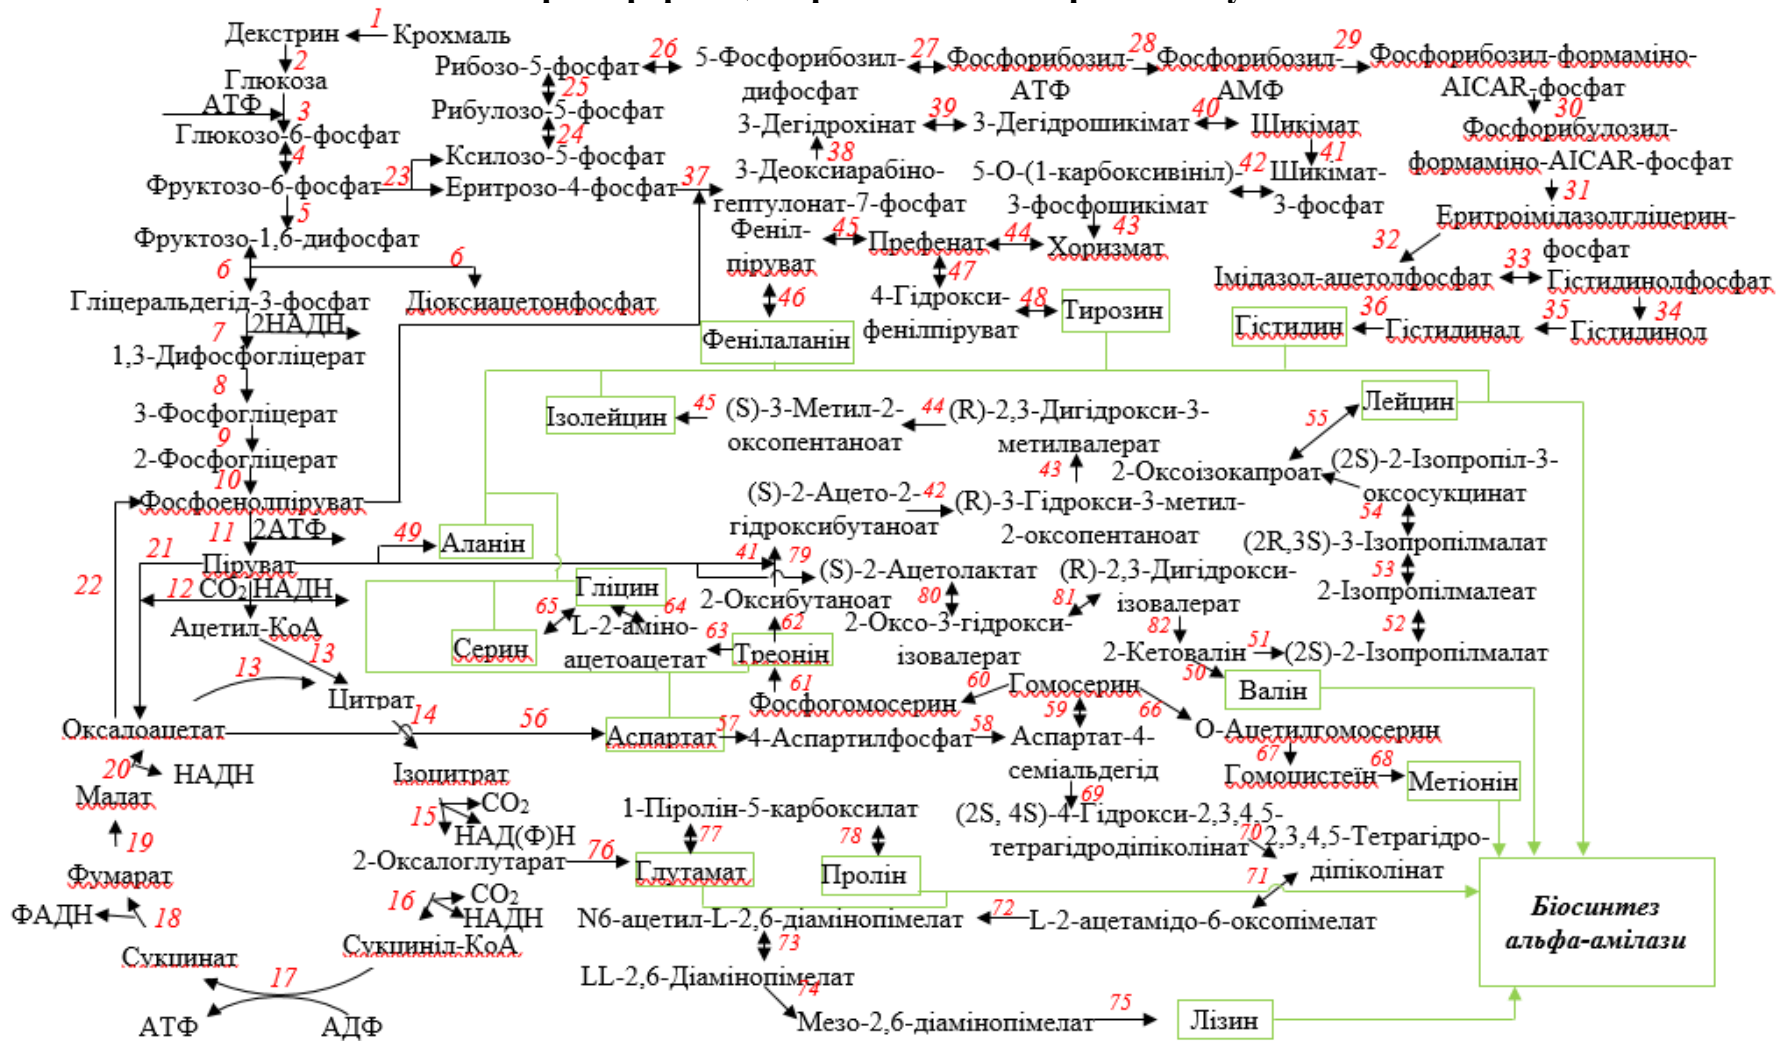 1
Декстрин
Крохмаль
2
Глюкоза
АТФ
3
Глюкозо-6-фосфат
4
Фруктозо-6-фосфат
5
Фруктозо-1,6-дифосфат
6
6
Гліцеральдегід-3-фосфат
Діоксиацетонфосфат
7
2НАДН
1,3-Дифосфогліцерат
8
3-Фосфогліцерат
9
2-Фосфогліцерат
10
Фосфоенолпіруват
11
2АТФ
21
Піруват
22
12
CO2
НАДН
Ацетил-КоА
13
13
Цитрат
14
Оксалоацетат
20
НАДН
Ізоцитрат
Малат
15
CO2
НАД(Ф)Н
19
2-Оксалоглутарат
Фумарат
16
CO2
НАДН
ФАДН
18
Сукциніл-КоА
Сукцинат
17
АТФ
АДФ
23
Ксилозо-5-фосфат
Еритрозо-4-фосфат
24
Рибулозо-5-фосфат
25
Рибозо-5-фосфат
26
5-Фосфорибозил-
дифосфат
27
Фосфорибозил-
АТФ
28
Фосфорибозил-
АМФ
29
Фосфорибозил-формаміно-
AICAR-фосфат
30
Фосфорибулозил-
формаміно-AICAR-фосфат
31
Еритроімідазолгліцерин-
фосфат
32
Імідазол-ацетолфосфат
33
Гістидинолфосфат
34
Гістидинол
35
Гістидинал
36
Гістидин
37
3-Деоксиарабіно-
гептулонат-7-фосфат
38
3-Дегідрохінат
39
3-Дегідрошикімат
40
Шикімат
41
Шикімат-
3-фосфат
42
5-О-(1-карбоксивініл)-
3-фосфошикімат
43
Хоризмат
44
Префенат
45
Феніл-
піруват
46
Фенілаланін
47
4-Гідрокси-
фенілпіруват
48
Тирозин
49
Аланін
41
79
(S)-2-Ацето-2-
гідроксибутаноат
42
(R)-3-Гідрокси-3-метил-
2-оксопентаноат
43
(R)-2,3-Дигідрокси-3-
метилвалерат
44
(S)-3-Метил-2-
оксопентаноат
45
Ізолейцин
(S)-2-Ацетолактат
80
2-Оксо-3-гідрокси-
ізовалерат
81
(R)-2,3-Дигідрокси-
ізовалерат
82
2-Кетовалін
50
Валін
51
(2S)-2-Ізопропілмалат
52
2-Ізопропілмалеат
53
(2R,3S)-3-Ізопропілмалат
54
(2S)-2-Ізопропіл-3-
оксосукцинат
2-Оксоізокапроат
55
Лейцин
56
Аспартат
57
4-Аспартилфосфат
58
Аспартат-4-
семіальдегід
59
Гомосерин
60
Фосфогомосерин
61
Треонін
62
2-Оксибутаноат
63
L-2-аміно-
ацетоацетат
64
Гліцин
65
Серин
66
О-Ацетилгомосерин
67
Гомоцистеїн
68
Метіонін
69
(2S, 4S)-4-Гідрокси-2,3,4,5-
тетрагідродіпіколінат
70
2,3,4,5-Тетрагідро-
діпіколінат
71
L-2-ацетамідо-6-оксопімелат
72
N6-ацетил-L-2,6-діамінопімелат
73
LL-2,6-Діамінопімелат
74
Мезо-2,6-діамінопімелат
75
Лізин
76
Глутамат
77
1-Піролін-5-карбоксилат
78
Пролін
Біосинтез
альфа-амілази